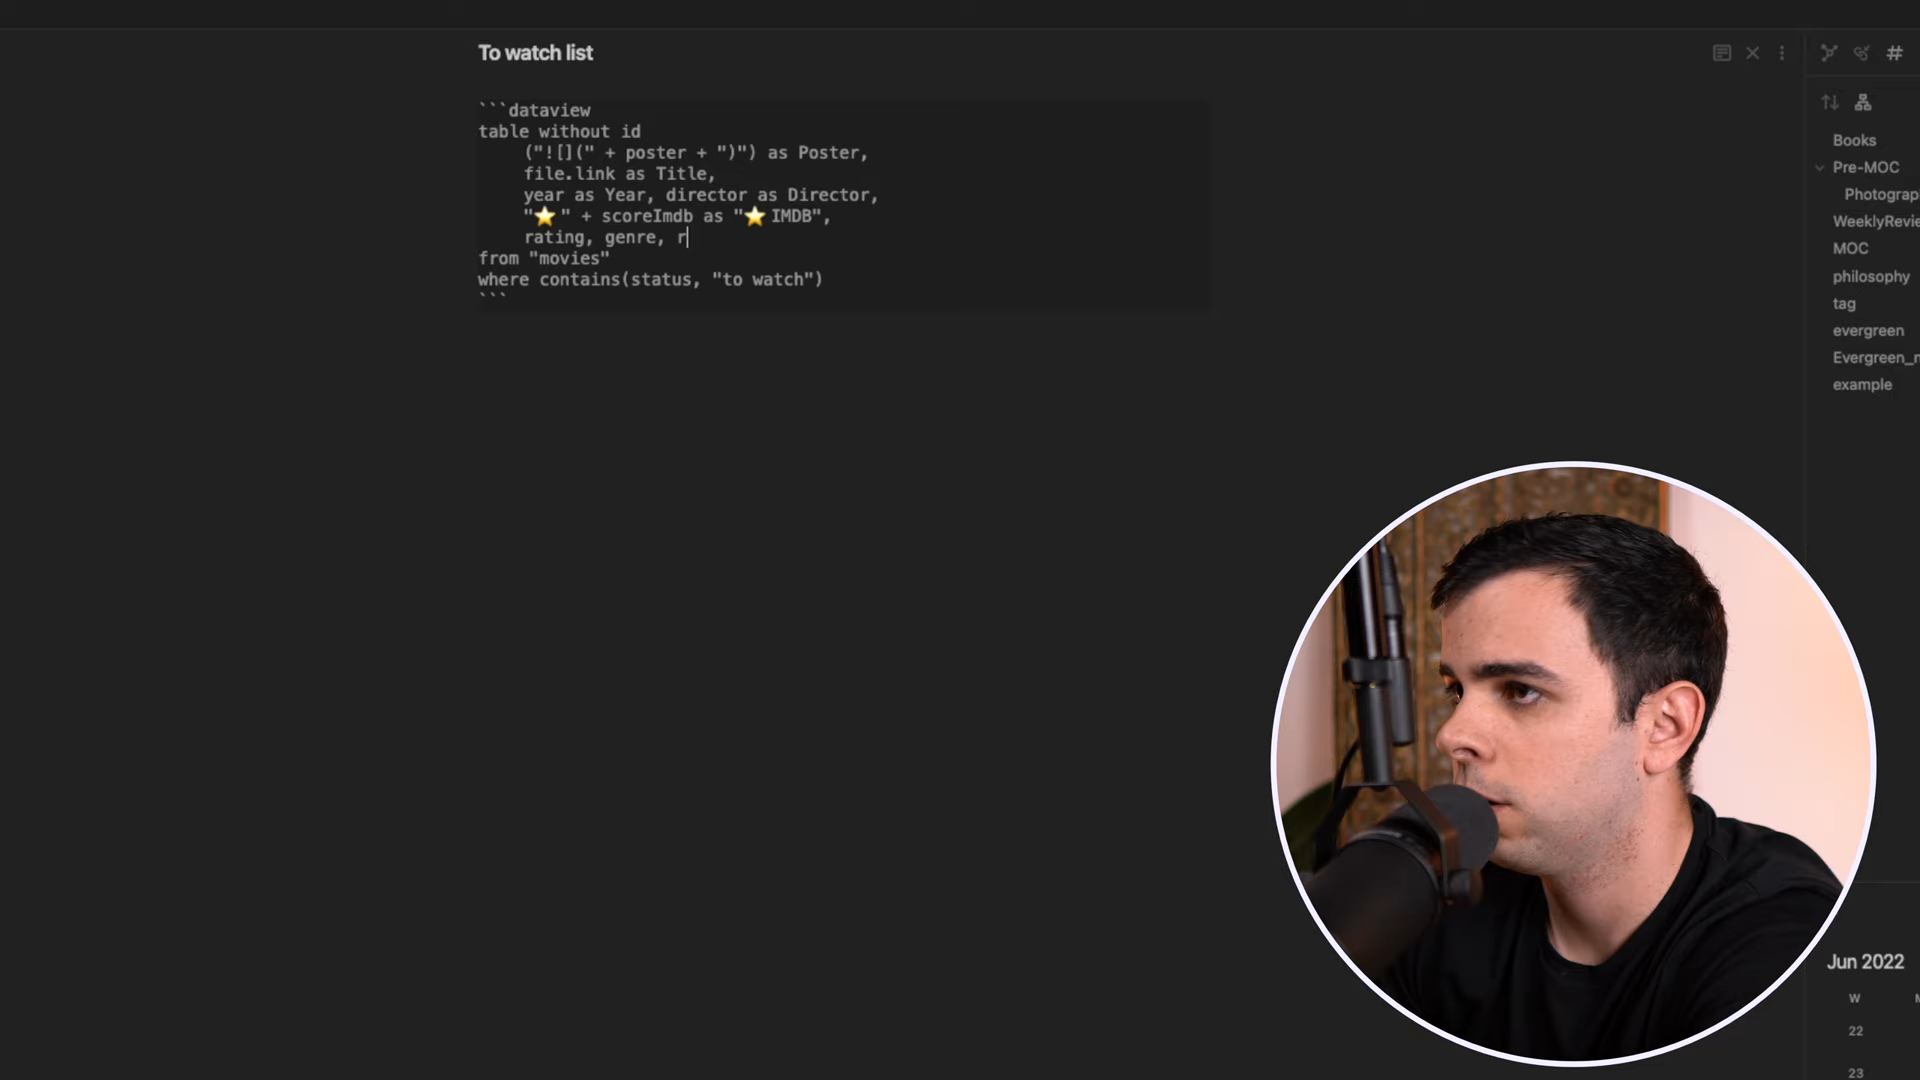 To watch list
```dataview
table without id
("![](" + poster + ")") as Poster,
file.link as Title,
year as Year, director as Director,
"⭐" + scoreImdb as "⭐ IMDB",
rating, genre, r
from "movies"
where contains(status, "to watch")
```
#
Books
Pre-MOC
Photograp
WeeklyRevie
MOC
philosophy
tag
evergreen
Evergreen_
example
Jun 2022
W
22
23